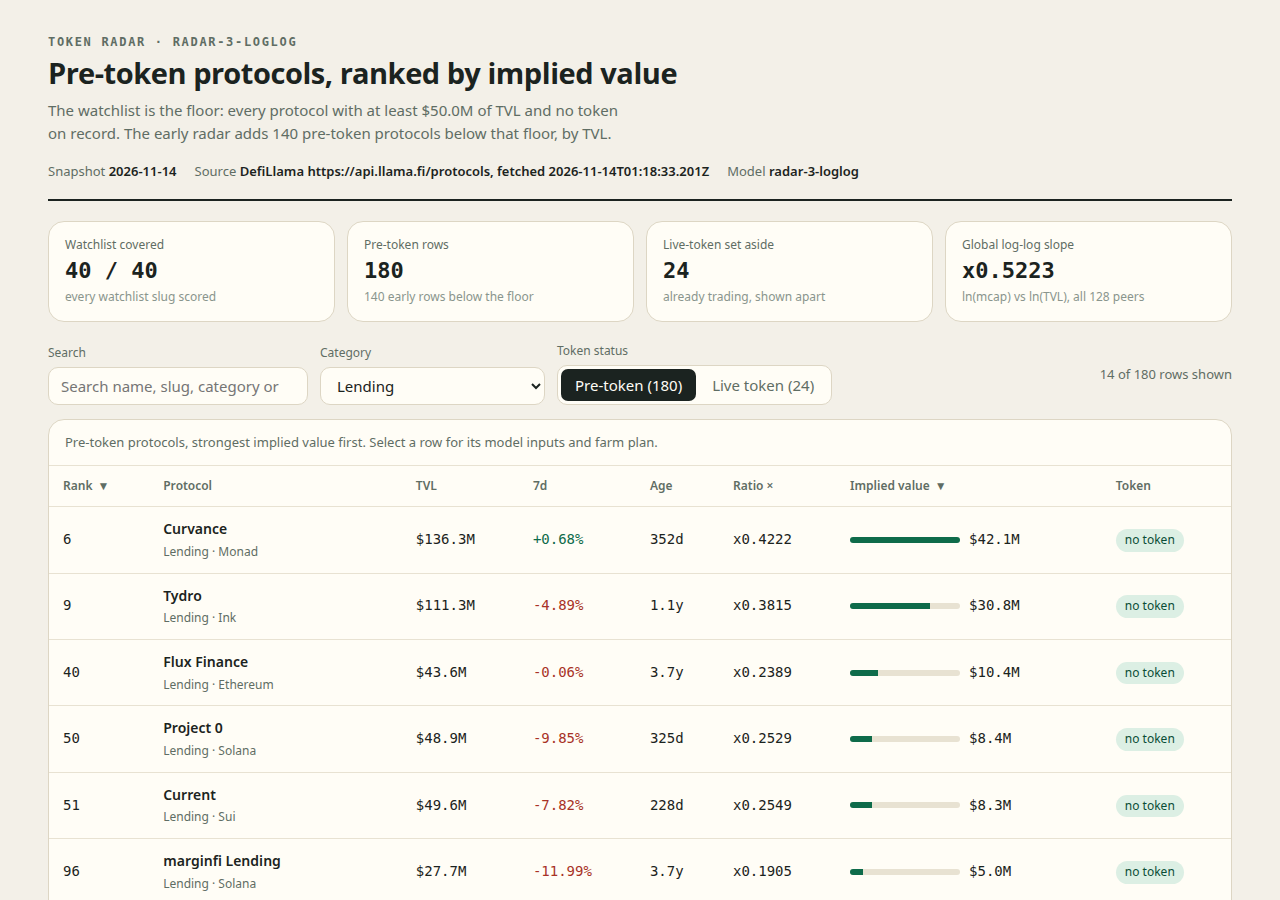 TOKEN RADAR · RADAR-3-LOGLOG
Pre-token protocols, ranked by implied value
The watchlist is the floor: every protocol with at least $50.0M of TVL and no token
on record. The early radar adds 140 pre-token protocols below that floor, by TVL.
Snapshot 2026-11-14 Source DefiLlama https://api.llama.fi/protocols, fetched 2026-11-14T01:18:33.201Z Model radar-3-loglog
Watchlist covered
40 / 40
every watchlist slug scored
Pre-token rows
180
140 early rows below the floor
Live-token set aside
24
already trading, shown apart
Global log-log slope
x0.5223
ln(mcap) vs ln(TVL), all 128 peers
Search
Search name, slug, category or
Category
Lending
Token status
Pre-token (180) Live token (24)
14 of 180 rows shown
Pre-token protocols, strongest implied value first. Select a row for its model inputs and farm plan.
Rank ▼ Protocol TVL 7d Age Ratio × Implied value ▼ Token
6 Curvance $136.3M +0.68% 352d x0.4222 $42.1M no token
Lending · Monad
9 Tydro $111.3M -4.89% 1.1y x0.3815 $30.8M no token
Lending · Ink
40 Flux Finance $43.6M -0.06% 3.7y x0.2389 $10.4M no token
Lending · Ethereum
50 Project 0 $48.9M -9.85% 325d x0.2529 $8.4M no token
Lending · Solana
51 Current $49.6M -7.82% 228d x0.2549 $8.3M no token
Lending · Sui
96 marginfi Lending $27.7M -11.99% 3.7y x0.1905 $5.0M no token
Lending · Solana